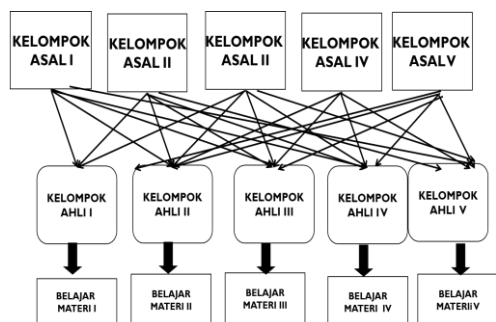 KELOMPOK
ASAL I
KELOMPOK
ASAL II
KELOMPOK
ASAL II
KELOMPOK
ASAL IV
KELOMPOK
ASAL V
KELOMPOK
AHLI I
KELOMPOK
AHLI II
KELOMPOK
AHLI III
KELOMPOK
AHLI IV
KELOMPOK
AHLI V
BELAJAR
MATERI I
BELAJAR
MATERI II
BELAJAR
MATERI III
BELAJAR
MATERI IV
BELAJAR
MATERIiV